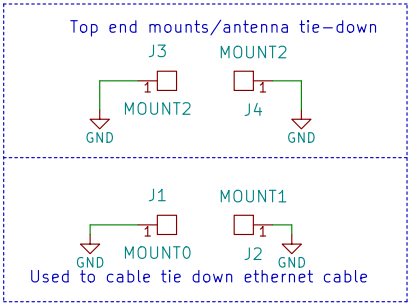 Top end mounts/antenna tie-down
J3
MOUNT2
1
1
MOUNT2
J4
GND
GND
J1
MOUNT1
1
1
MOUNT0
J2
GND
GND
Used to cable tie down ethernet cable